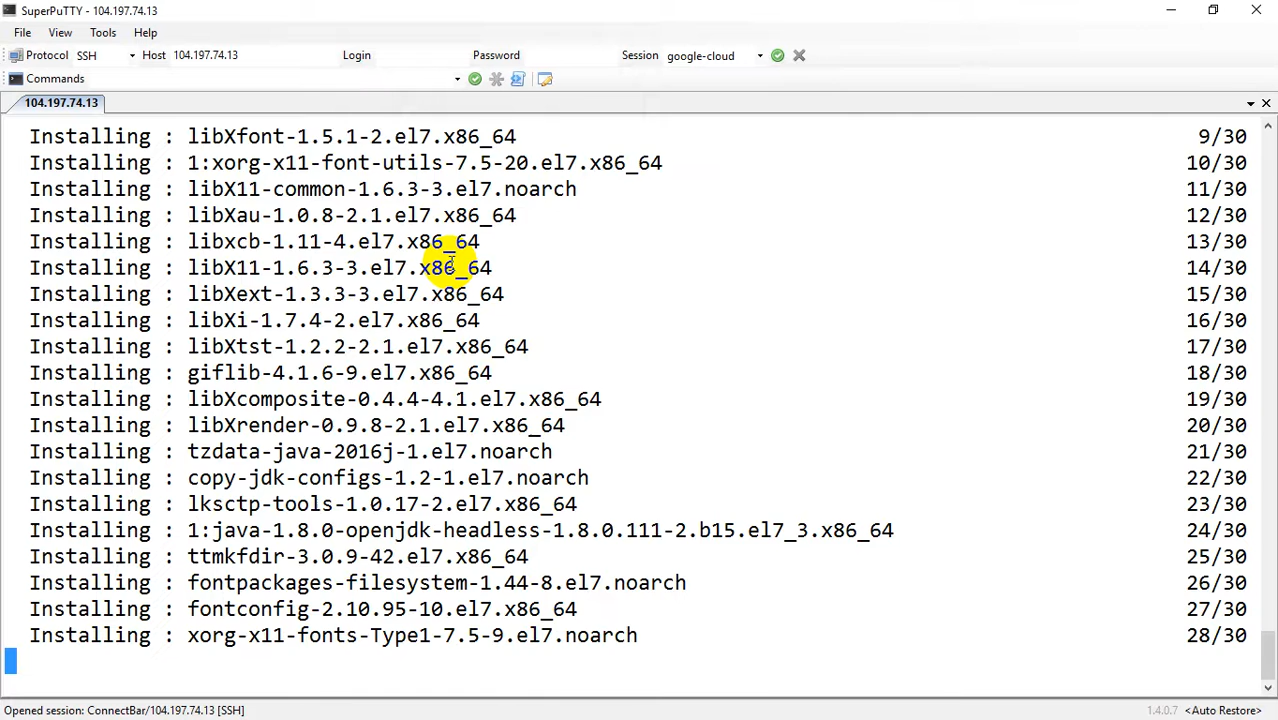 SuperPuTTY - 104.197.74.13
File View Tools Help
Protocol SSH Host 104.197.74.13 Login Password Session google-cloud
Commands
104.197.74.13
Installing : libXfont-1.5.1-2.el7.x86_64 9/30
Installing : 1:xorg-x11-font-utils-7.5-20.el7.x86_64 10/30
Installing : libX11-common-1.6.3-3.el7.noarch 11/30
Installing : libXau-1.0.8-2.1.el7.x86_64 12/30
Installing : libxcb-1.11-4.el7.x86_64 13/30
Installing : libX11-1.6.3-3.el7.x86_64 14/30
Installing : libXext-1.3.3-3.el7.x86_64 15/30
Installing : libXi-1.7.4-2.el7.x86_64 16/30
Installing : libXtst-1.2.2-2.1.el7.x86_64 17/30
Installing : giflib-4.1.6-9.el7.x86_64 18/30
Installing : libXcomposite-0.4.4-4.1.el7.x86_64 19/30
Installing : libXrender-0.9.8-2.1.el7.x86_64 20/30
Installing : tzdata-java-2016j-1.el7.noarch 21/30
Installing : copy-jdk-configs-1.2-1.el7.noarch 22/30
Installing : lksctp-tools-1.0.17-2.el7.x86_64 23/30
Installing : 1:java-1.8.0-openjdk-headless-1.8.0.111-2.b15.el7_3.x86_64 24/30
Installing : ttmkfdir-3.0.9-42.el7.x86_64 25/30
Installing : fontpackages-filesystem-1.44-8.el7.noarch 26/30
Installing : fontconfig-2.10.95-10.el7.x86_64 27/30
Installing : xorg-x11-fonts-Type1-7.5-9.el7.noarch 28/30
Opened session: ConnectBar/104.197.74.13 [SSH] 1.4.0.7 <Auto Restore>